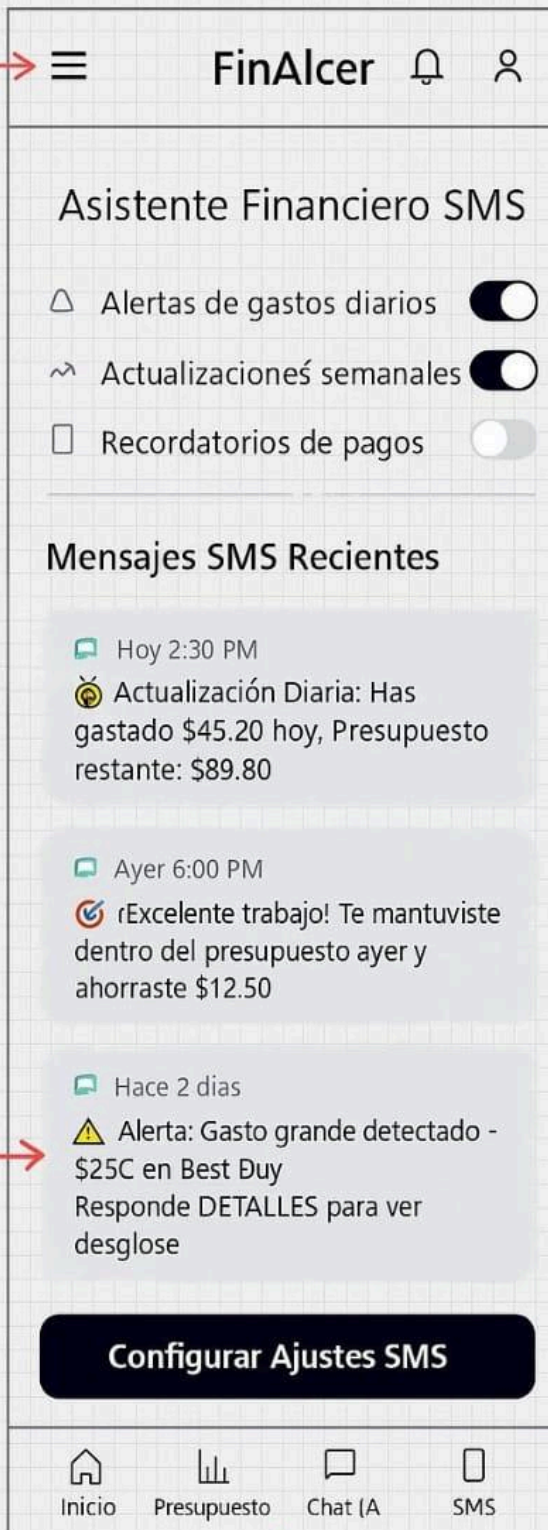 FinAlcer
Asistente Financiero SMS
Alertas de gastos diarios
Actualizacioneś semanales
Recordatorios de pagos
Mensajes SMS Recientes
Hoy 2:30 PM
Actualización Diaria: Has
gastado $45.20 hoy, Presupuesto
restante: $89.80
Ayer 6:00 PM
rExcelente trabajo! Te mantuviste
dentro del presupuesto ayer y
ahorraste $12.50
Hace 2 dias
Alerta: Gasto grande detectado -
$25C en Best Đuy
Responde DETALLES para ver
desglose
Configurar Ajustes SMS
Inicio
Presupuesto
Chat (A
SMS